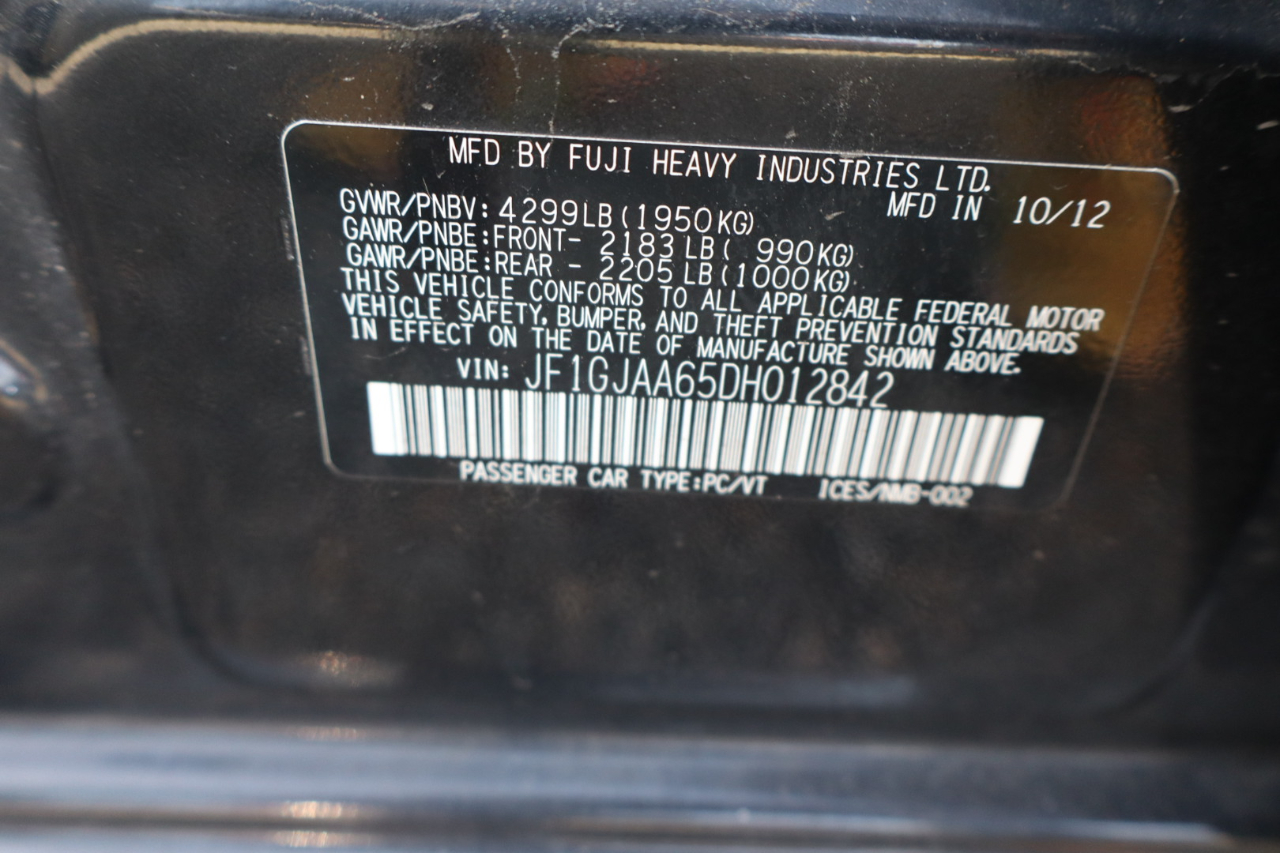 MFD BY FUJI HEAVY INDUSTRIES LTD.
MFD IN 10/12
GVWR/PNBV: 4299LB(1950KG)
GAWR/PNBE:FRONT- 2183LB( 990KG)
GAWR/PNBE:REAR - 2205LB(1000KG)
THIS VEHICLE CONFORMS TO ALL APPLICABLE FEDERAL MOTOR
VEHICLE SAFETY, BUMPER, AND THEFT PREVENTION STANDARDS
IN EFFECT ON THE DATE OF MANUFACTURE SHOWN ABOVE.
VIN: JF1GJAA65DH012842
PASSENGER CAR TYPE:PC/VT ICES/NMB-002